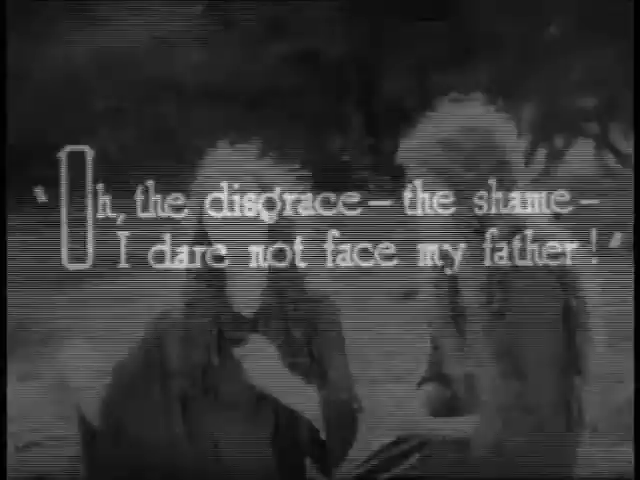 "Oh, the disgrace — the shame —
I dare not face my father!"